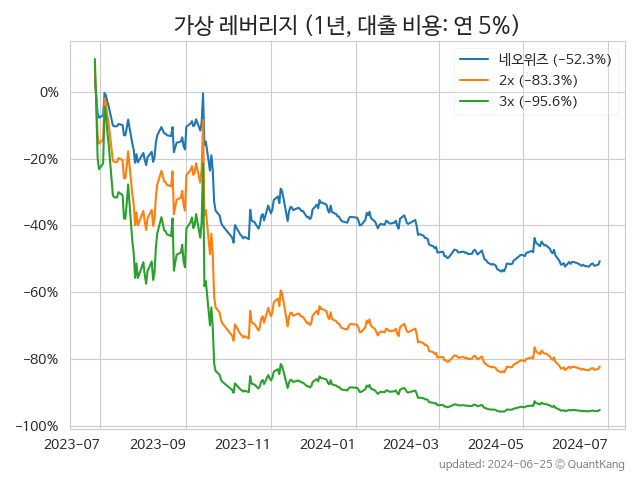 가상 레버리지 (1년, 대출 비용: 연 5%)
네오위즈 (−52.3%)
2x (−83.3%)
3x (−95.6%)
0%
−20%
−40%
−60%
−80%
−100%
2023-07 2023-09 2023-11 2024-01 2024-03 2024-05 2024-07
updated: 2024-06-25 © QuantKang